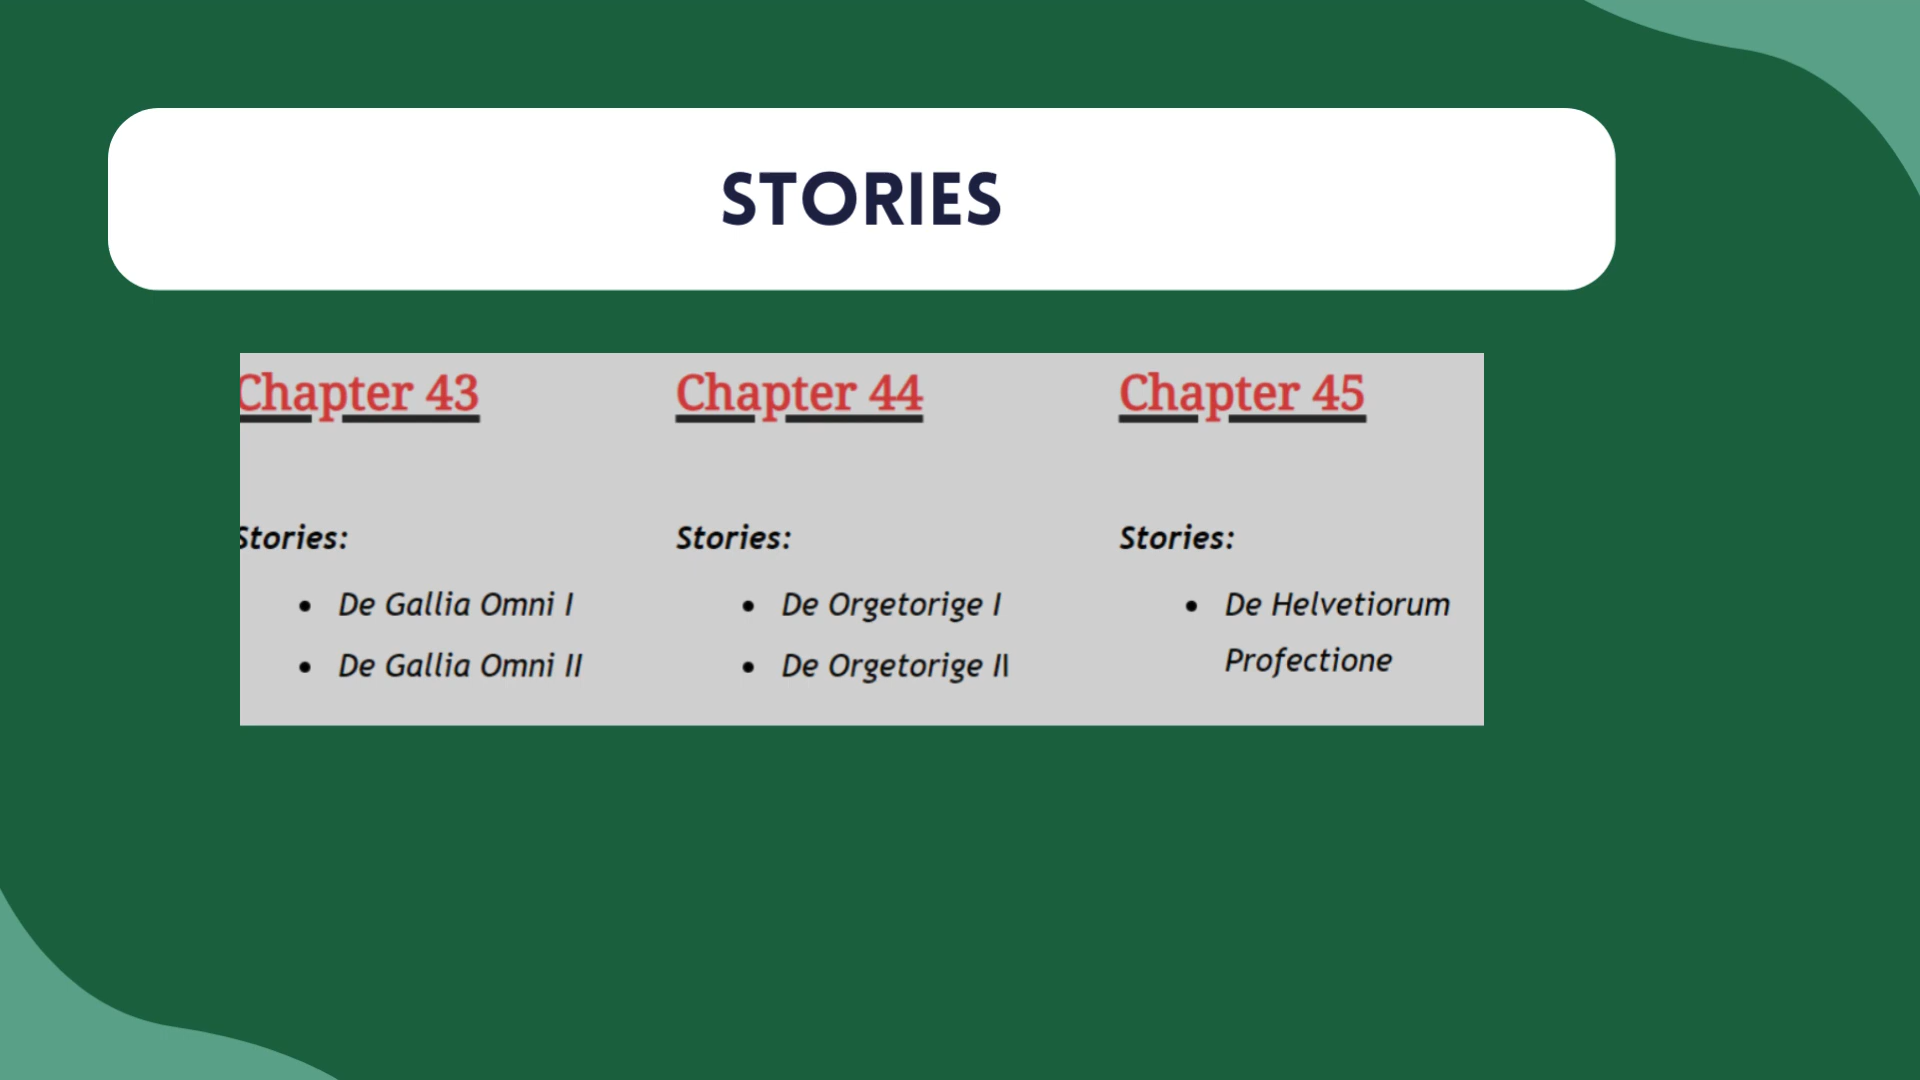 STORIES
Chapter 43
Stories:
• De Gallia Omni I
• De Gallia Omni II
Chapter 44
Stories:
• De Orgetorige I
• De Orgetorige II
Chapter 45
Stories:
• De Helvetiorum
Profectione